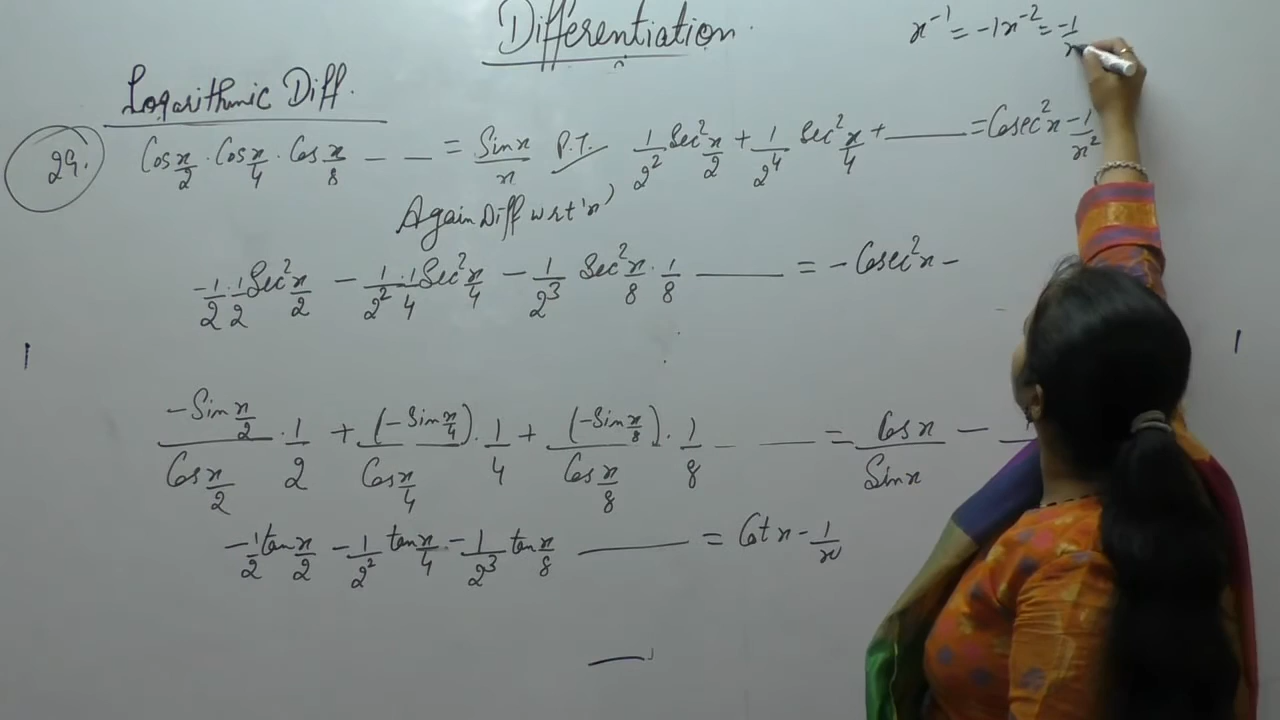 Differentiation.
x⁻¹ = -1x⁻² = -1/x
Logarithmic Diff.
29. Cos x/2 . Cos x/4 . Cos x/8 — — = Sin x/x P.T. 1/2² Sec² x/2 + 1/2⁴ Sec² x/4 + —— = Cosec² x - 1/x²
Again Diff w.r.t 'x'
-1/2 . 1/2 Sec² x/2 - 1/2² . 1/4 Sec² x/4 - 1/2³ Sec² x/8 . 1/8 —— = - Cosec² x -
-Sin x/2 / Cos x/2 . 1/2 + (-Sin x/4) / Cos x/4 . 1/4 + (-Sin x/8) / Cos x/8 . 1/8 — —— = Cos x / Sin x -
-1/2 tan x/2 - 1/2² tan x/4 - 1/2³ tan x/8 —— = Cot x - 1/x